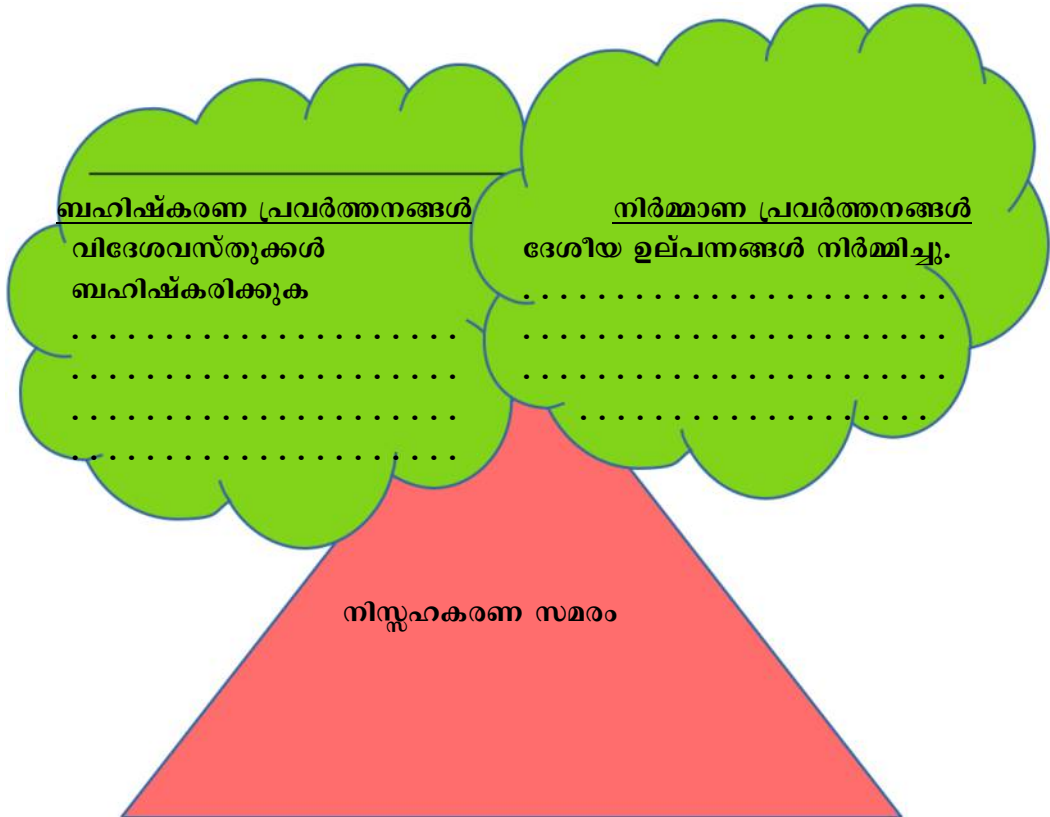 ബഹിഷ്കരണ പ്രവർത്തനങ്ങൾ
വിദേശവസ്തുക്കൾ
ബഹിഷ്കരിക്കുക
. . . . . . . . . . . . . . . . . . . . .
. . . . . . . . . . . . . . . . . . . . .
. . . . . . . . . . . . . . . . . . . . .
. . . . . . . . . . . . . . . . . . . . .
നിർമ്മാണ പ്രവർത്തനങ്ങൾ
ദേശീയ ഉല്പന്നങ്ങൾ നിർമ്മിച്ചു.
. . . . . . . . . . . . . . . . . . . . . . .
. . . . . . . . . . . . . . . . . . . . . . .
. . . . . . . . . . . . . . . . . . . . . . .
. . . . . . . . . . . . . . . . . . .
നിസ്സഹകരണ സമരം